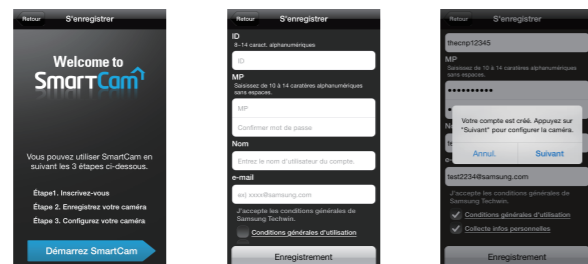 Retour
S'enregistrer
Welcome to
SmartCam
Vous pouvez utiliser SmartCam en
suivant les 3 étapes ci-dessous.
Étape1. Inscrivez-vous
Étape 2. Enregistrez votre caméra
Étape 3. Configurez votre caméra
Démarrez SmartCam
Retour
S'enregistrer
ID
8~14 caract. alphanumériques
ID
MP
Saisissez de 10 à 14 caratères alphanumériques
sans espaces.
MP
Confirmer mot de passe
Nom
Entrez le nom d'utilisateur du compte.
e-mail
ex) xxxx@samsung.com
J'accepte les conditions générales de
Samsung Techwin.
Conditions générales d'utilisation
Enregistrement
Retour
S'enregistrer
thecnp12345
MP
Saisissez de 10 à 14 caratères alphanumériques
sans espaces.
Votre compte est créé. Appuyez sur
"Suivant" pour configurer la caméra.
Annul.
Suivant
test2234@samsung.com
J'accepte les conditions générales de
Samsung Techwin.
Conditions générales d'utilisation
Collecte infos personnelles
Enregistrement